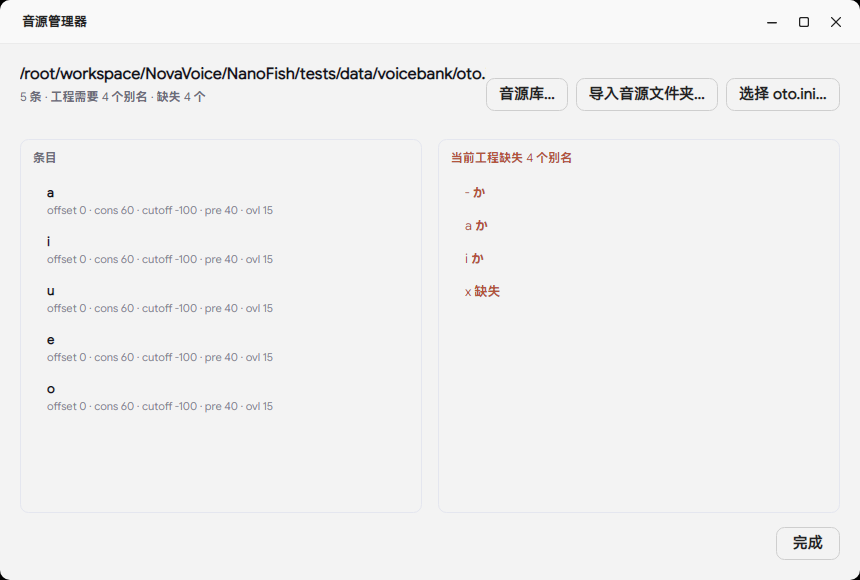 音源管理器
/root/workspace/NovaVoice/NanoFish/tests/data/voicebank/oto.
5 条 · 工程需要 4 个别名 · 缺失 4 个
音源库...
导入音源文件夹...
选择 oto.ini...
条目
a
offset 0 · cons 60 · cutoff -100 · pre 40 · ovl 15
i
offset 0 · cons 60 · cutoff -100 · pre 40 · ovl 15
u
offset 0 · cons 60 · cutoff -100 · pre 40 · ovl 15
e
offset 0 · cons 60 · cutoff -100 · pre 40 · ovl 15
o
offset 0 · cons 60 · cutoff -100 · pre 40 · ovl 15
当前工程缺失 4 个别名
- か
a か
i か
x 缺失
完成